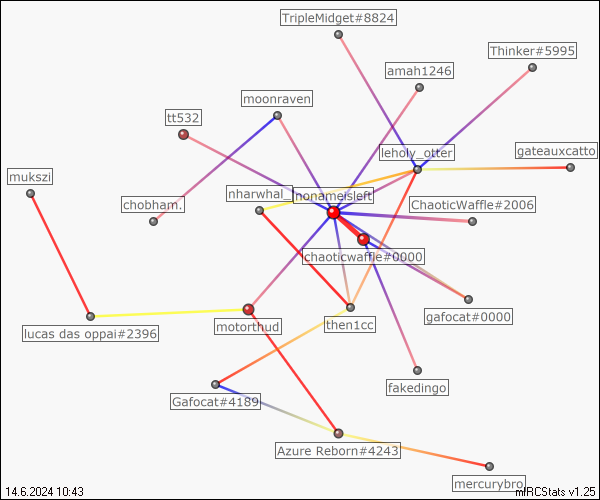 TripleMidget#8824
Thinker#5995
amah1246
moonraven
tt532
leholy_otter
gateauxcatto
mukszi
nharwhal_
nonameisleft
chobham.
ChaoticWaffle#2006
chaoticwaffle#0000
gafocat#0000
lucas das oppai#2396
motorthud
then1cc
fakedingo
Gafocat#4189
Azure Reborn#4243
mercurybro
14.6.2024 10:43
mIRCStats v1.25